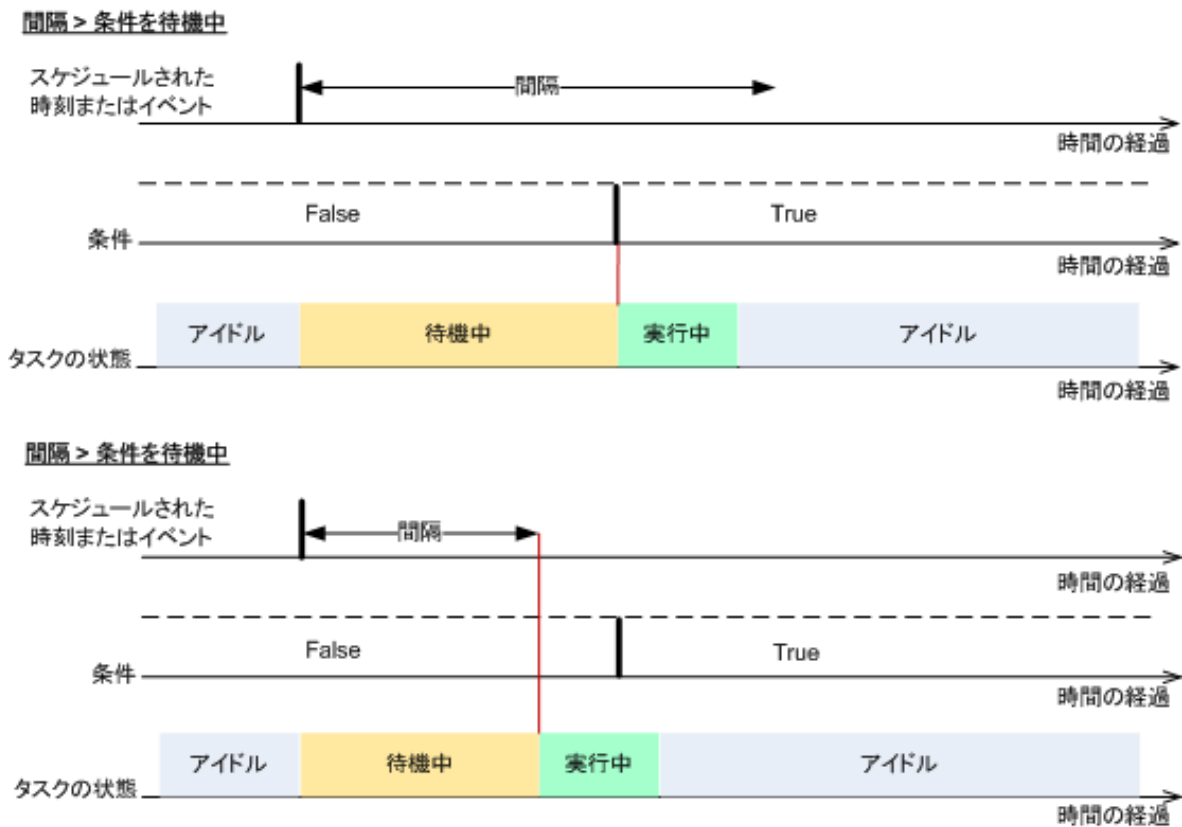 間隔 > 条件を待機中
スケジュールされた
時刻またはイベント
間隔
時間の経過
False
True
条件
時間の経過
アイドル
待機中
実行中
アイドル
タスクの状態
時間の経過
間隔 > 条件を待機中
スケジュールされた
時刻またはイベント
間隔
時間の経過
False
True
条件
時間の経過
アイドル
待機中
実行中
アイドル
タスクの状態
時間の経過